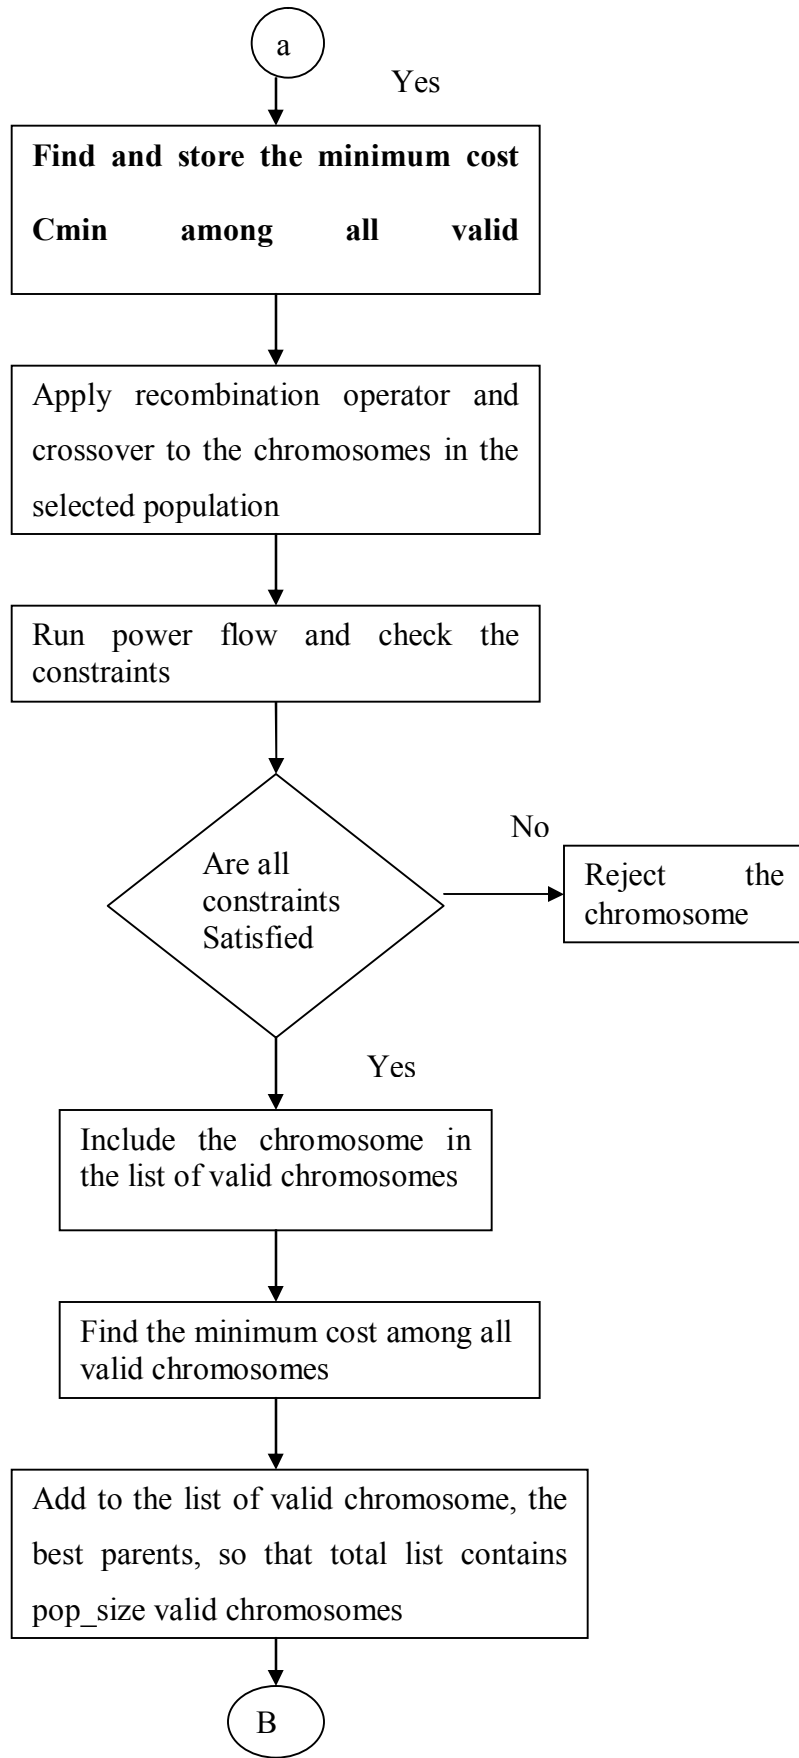 a
Yes
Find and store the minimum cost
Cmin among all valid
Apply recombination operator and
crossover to the chromosomes in the
selected population
Run power flow and check the
constraints
No
Are all
constraints
Satisfied
Reject the
chromosome
Yes
Include the chromosome in
the list of valid chromosomes
Find the minimum cost among all
valid chromosomes
Add to the list of valid chromosome, the
best parents, so that total list contains
pop_size valid chromosomes
B